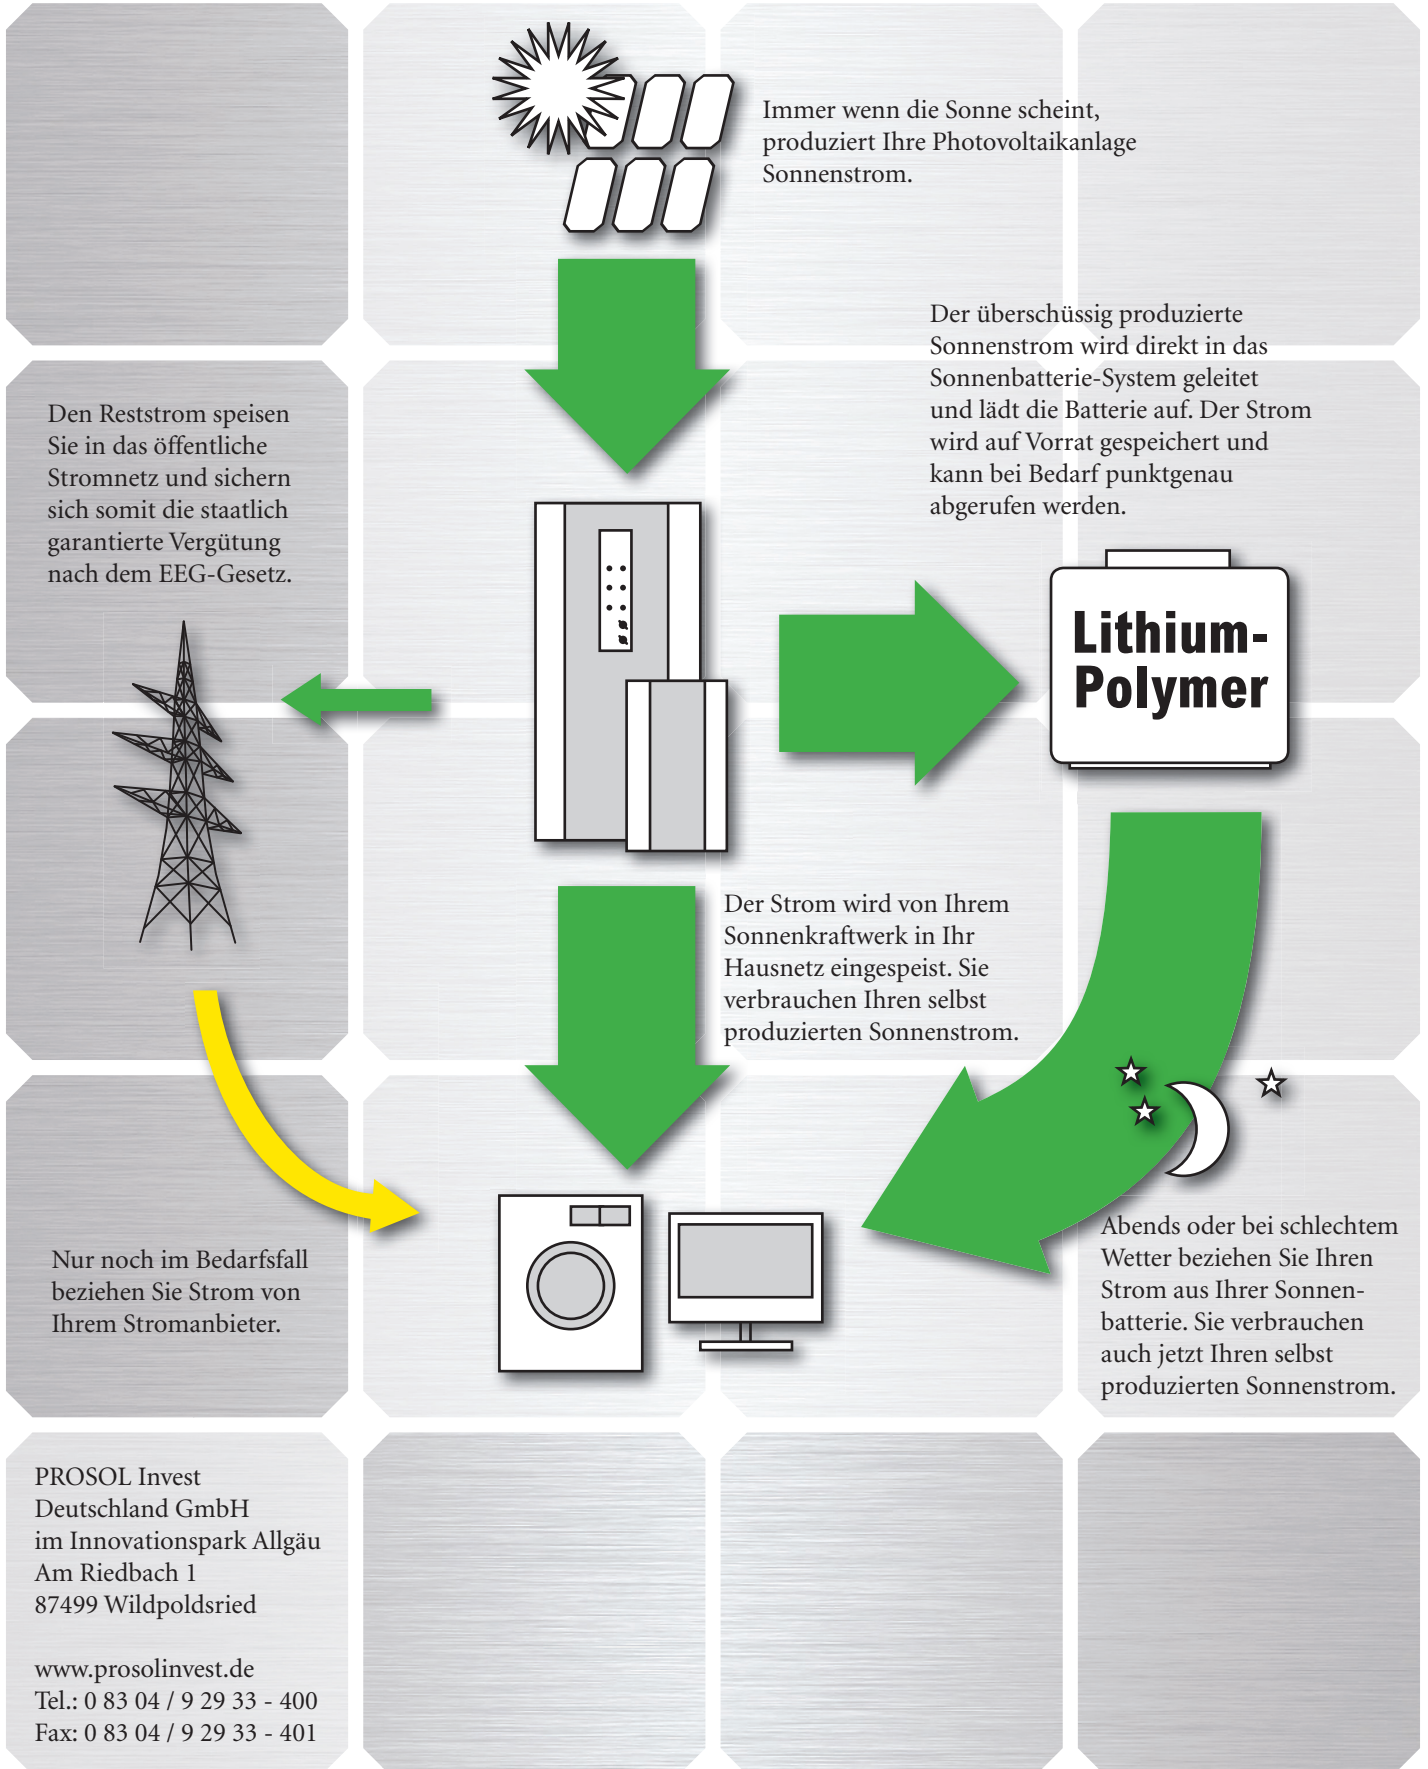 Immer wenn die Sonne scheint,
produziert Ihre Photovoltaikanlage
Sonnenstrom.
Der überschüssig produzierte
Sonnenstrom wird direkt in das
Sonnenbatterie-System geleitet
und lädt die Batterie auf. Der Strom
wird auf Vorrat gespeichert und
kann bei Bedarf punktgenau
abgerufen werden.
Den Reststrom speisen
Sie in das öffentliche
Stromnetz und sichern
sich somit die staatlich
garantierte Vergütung
nach dem EEG-Gesetz.
Lithium-
Polymer
Der Strom wird von Ihrem
Sonnenkraftwerk in Ihr
Hausnetz eingespeist. Sie
verbrauchen Ihren selbst
produzierten Sonnenstrom.
Abends oder bei schlechtem
Wetter beziehen Sie Ihren
Strom aus Ihrer Sonnen-
batterie. Sie verbrauchen
auch jetzt Ihren selbst
produzierten Sonnenstrom.
Nur noch im Bedarfsfall
beziehen Sie Strom von
Ihrem Stromanbieter.
PROSOL Invest
Deutschland GmbH
im Innovationspark Allgäu
Am Riedbach 1
87499 Wildpoldsried
www.prosolinvest.de
Tel.: 0 83 04 / 9 29 33 - 400
Fax: 0 83 04 / 9 29 33 - 401